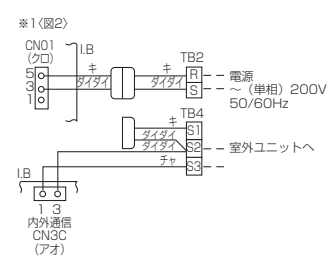 ※1〈図2〉
CN01
(クロ)
I.B
5
3
1
キ
ダイダイ
キ
ダイダイ
TB2
R
S
電源
～(単相)200V
50/60Hz
TB4
キ
S1
ダイダイ
ダイダイ
S2
室外ユニットへ
チャ
S3
I.B
1 3
内外通信
CN3C
(アオ)